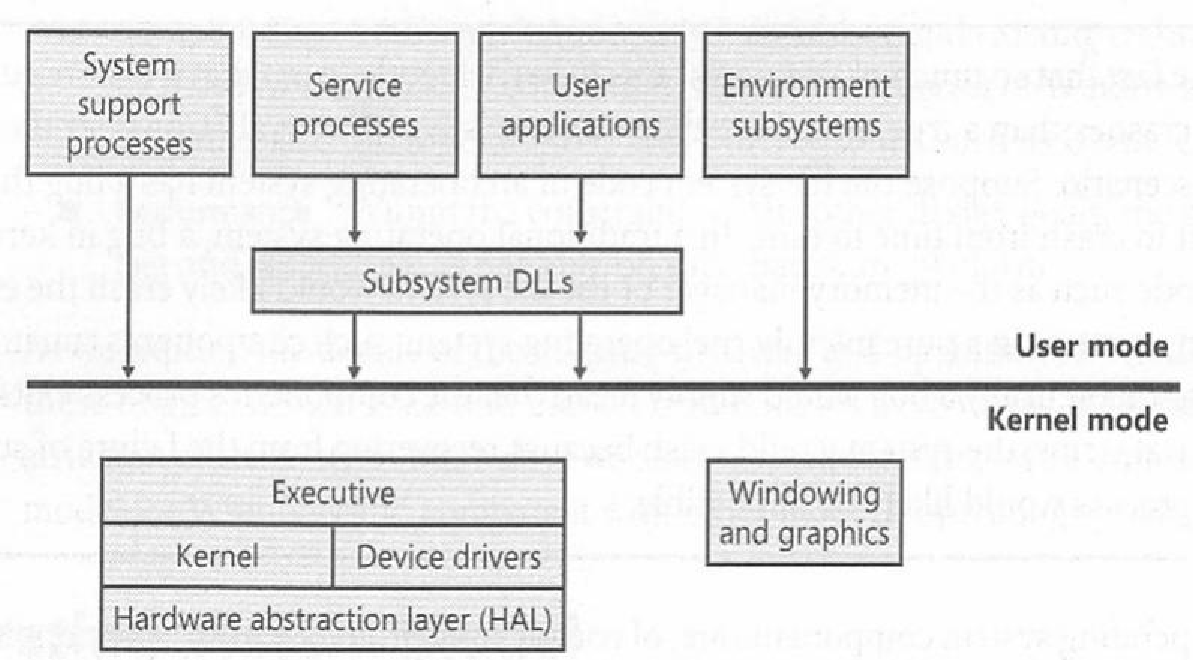 System
support
processes
Service
processes
User
applications
Environment
subsystems
Subsystem DLLs
User mode
Kernel mode
Executive
Kernel
Device drivers
Hardware abstraction layer (HAL)
Windowing
and graphics